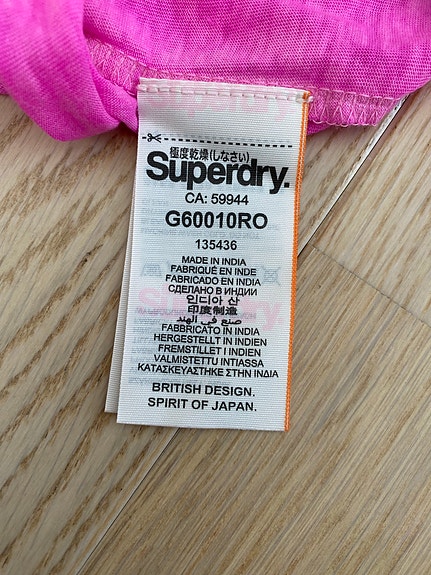 極度乾燥(しなさい)
Superdry.
CA: 59944
G60010RO
135436
MADE IN INDIA
FABRIQUÉ EN INDE
FABRICADO EN INDIA
СДЕЛАНО В ИНДИИ
인디아 산
印度制造
صنع في الهند
FABBRICATO IN INDIA
HERGESTELLT IN INDIEN
FREMSTILLET I INDIEN
VALMISTETTU INTIASSA
ΚΑΤΑΣΚΕΥΑΣΤΗΚΕ ΣΤΗΝ ΙΝΔΙΑ
BRITISH DESIGN.
SPIRIT OF JAPAN.